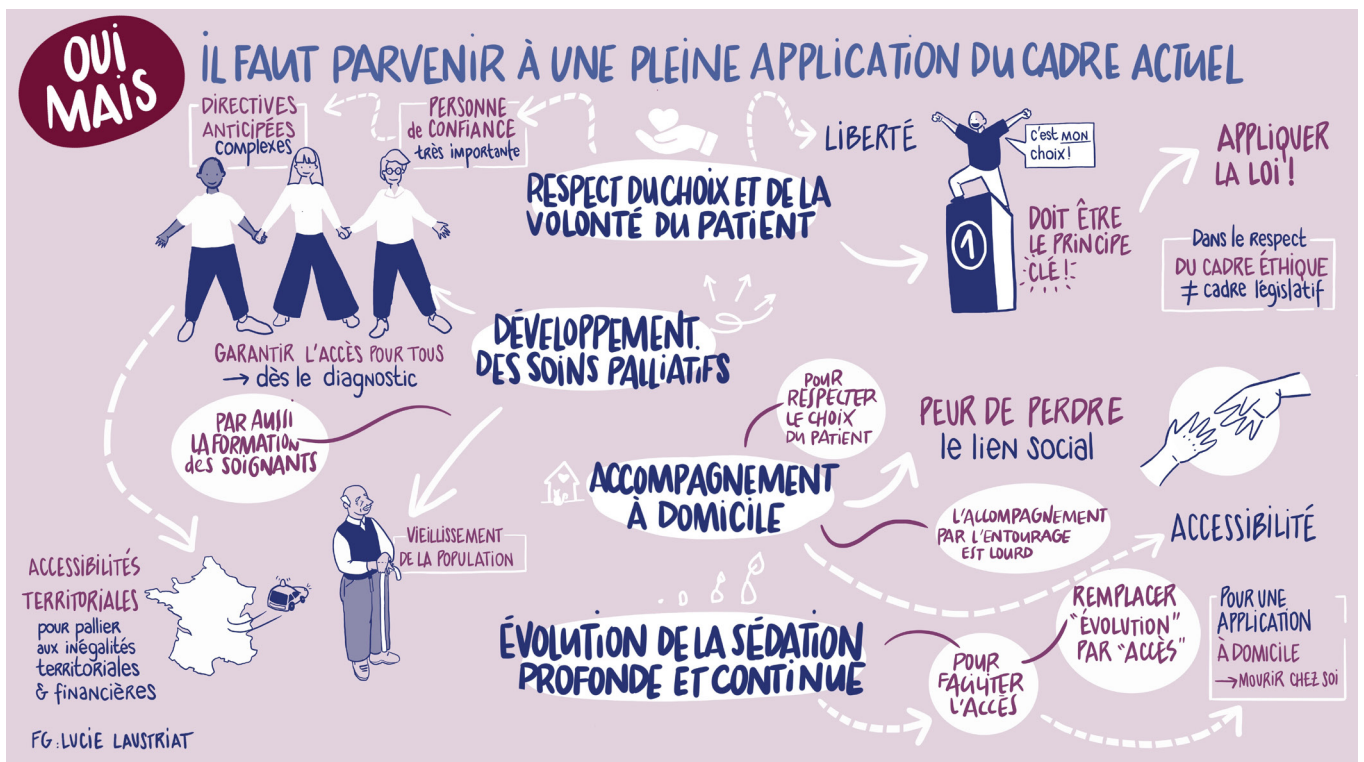 OUI
MAIS
IL FAUT PARVENIR À UNE PLEINE APPLICATION DU CADRE ACTUEL
DIRECTIVES
ANTICIPÉES
complexes
PERSONNE
de CONFIANCE
très importante
RESPECT DU CHOIX ET DE LA
VOLONTÉ DU PATIENT
LIBERTÉ
C'est MON
choix!
1
DOIT ÊTRE
LE PRINCIPE
CLÉ!
APPLIQUER
LA LOI!
Dans le respect
DU CADRE ÉTHIQUE
≠ cadre législatif
DÉVELOPPEMENT
DES SOINS PALLIATIFS
GARANTIR L'ACCÈS POUR TOUS
→ dès le diagnostic
PAR AUSSI
LA FORMATION
des SOIGNANTS
VIEILLISSEMENT
DE LA POPULATION
ACCESSIBILITÉS
TERRITORIALES
pour pallier
aux inégalités
territoriales
& financières
ACCOMPAGNEMENT
À DOMICILE
POUR
RESPECTER
LE CHOIX
DU PATIENT
PEUR DE PERDRE
le lien social
L'ACCOMPAGNEMENT
PAR L'ENTOURAGE
EST LOURD
ACCESSIBILITÉ
ÉVOLUTION DE LA SÉDATION
PROFONDE ET CONTINUE
POUR
FACILITER
L'ACCÈS
REMPLACER
"ÉVOLUTION"
PAR "ACCÈS"
POUR UNE
APPLICATION
À DOMICILE
→ MOURIR CHEZ SOI
FG: LUCIE LAUSTRIAT